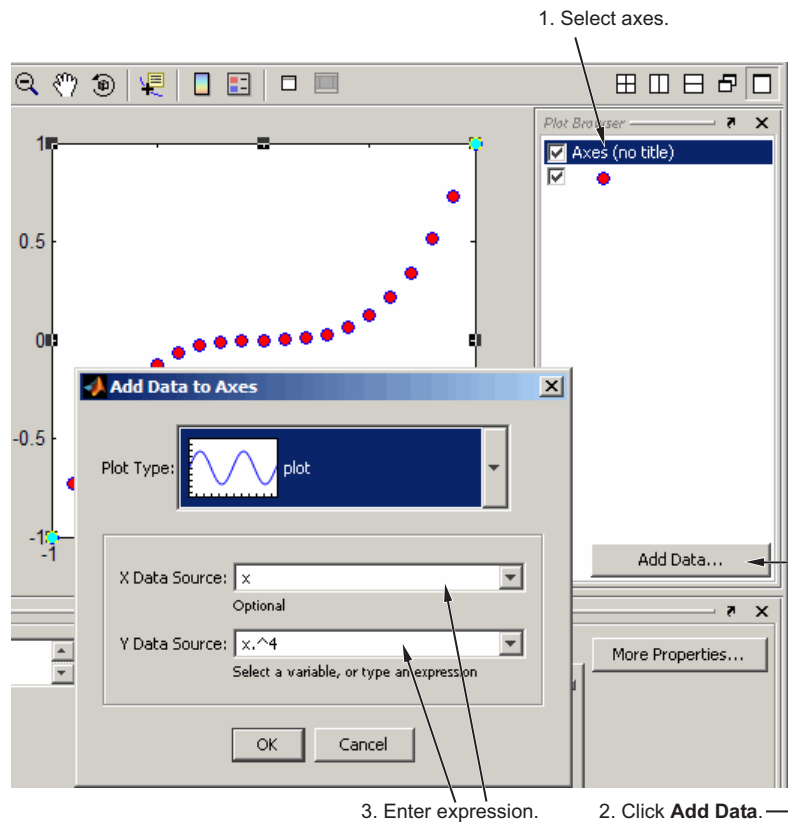 1. Select axes.
Plot Browser
Axes (no title)
1
0.5
0
-0.5
-1
-1
Add Data to Axes
Plot Type:
plot
X Data Source:
x
Optional
Y Data Source:
x.^4
Select a variable, or type an expression
OK
Cancel
Add Data...
More Properties...
3. Enter expression.
2. Click Add Data.